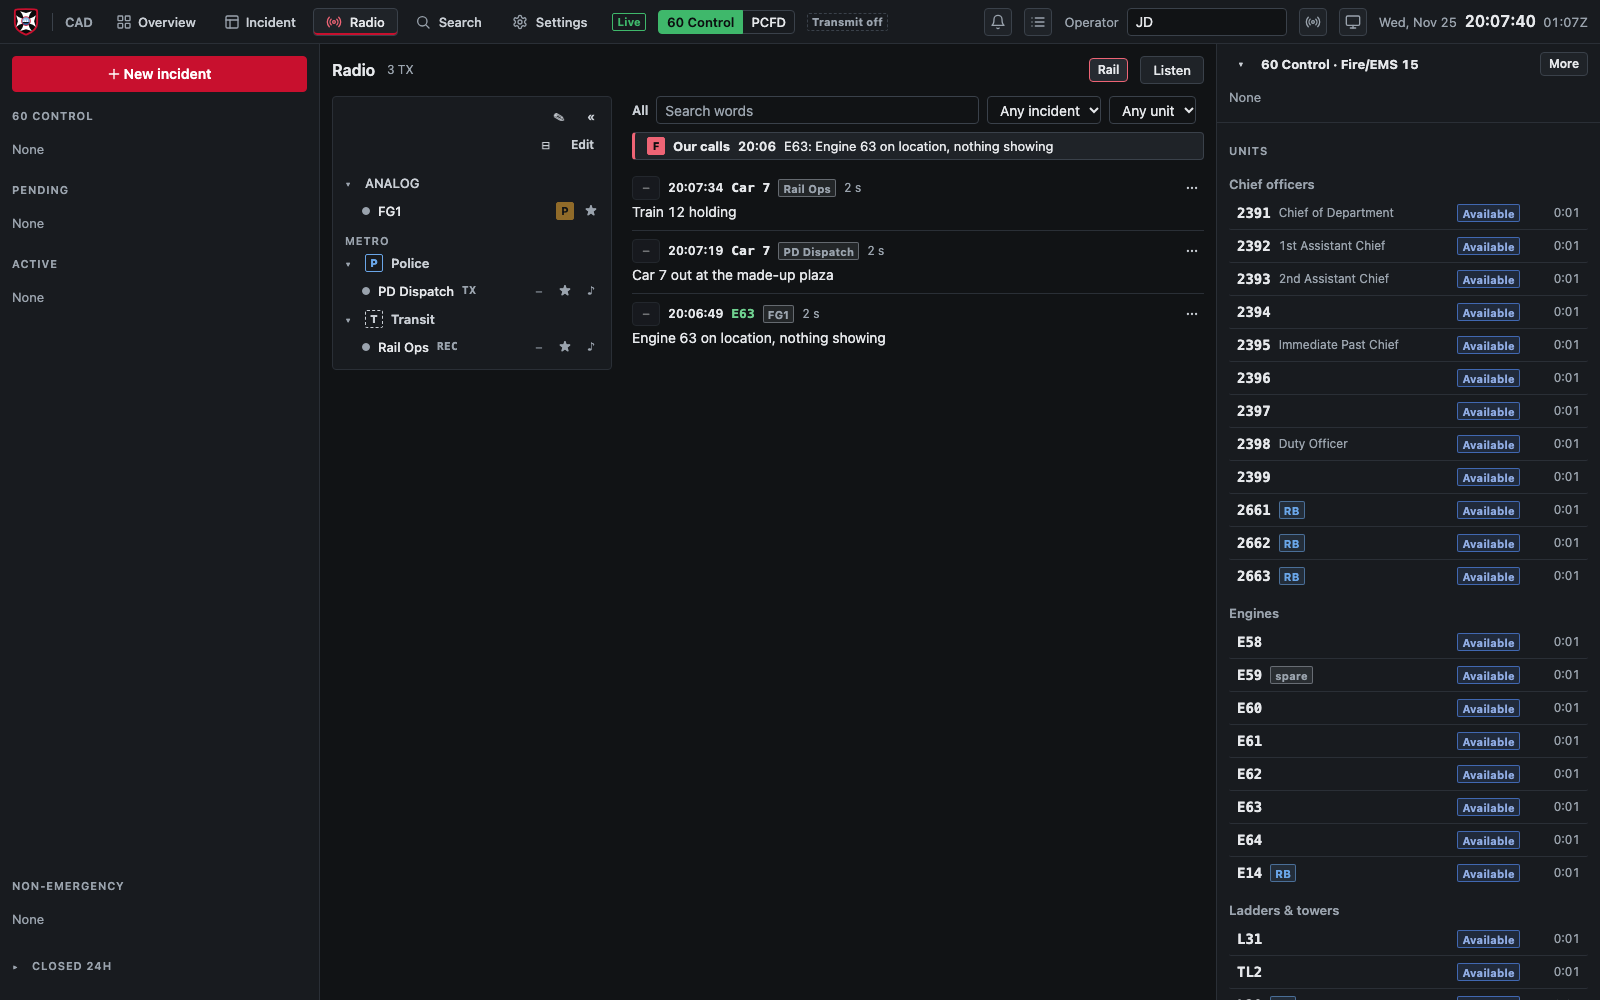 CAD Overview Incident Radio Search Settings Live 60 Control PCFD Transmit off Operator JD Wed, Nov 25 20:07:40 01:07Z
+ New incident
60 CONTROL
None
PENDING
None
ACTIVE
None
NON-EMERGENCY
None
CLOSED 24H
Radio 3 TX Rail Listen
Edit
ANALOG
FG1 P
METRO
P Police
PD Dispatch TX
T Transit
Rail Ops REC
All Search words Any incident Any unit
F Our calls 20:06 E63: Engine 63 on location, nothing showing
20:07:34 Car 7 Rail Ops 2 s
Train 12 holding
20:07:19 Car 7 PD Dispatch 2 s
Car 7 out at the made-up plaza
20:06:49 E63 FG1 2 s
Engine 63 on location, nothing showing
60 Control · Fire/EMS 15 More
None
UNITS
Chief officers
2391 Chief of Department Available 0:01
2392 1st Assistant Chief Available 0:01
2393 2nd Assistant Chief Available 0:01
2394 Available 0:01
2395 Immediate Past Chief Available 0:01
2396 Available 0:01
2397 Available 0:01
2398 Duty Officer Available 0:01
2399 Available 0:01
2661 RB Available 0:01
2662 RB Available 0:01
2663 RB Available 0:01
Engines
E58 Available 0:01
E59 spare Available 0:01
E60 Available 0:01
E61 Available 0:01
E62 Available 0:01
E63 Available 0:01
E64 Available 0:01
E14 RB Available 0:01
Ladders & towers
L31 Available 0:01
TL2 Available 0:01